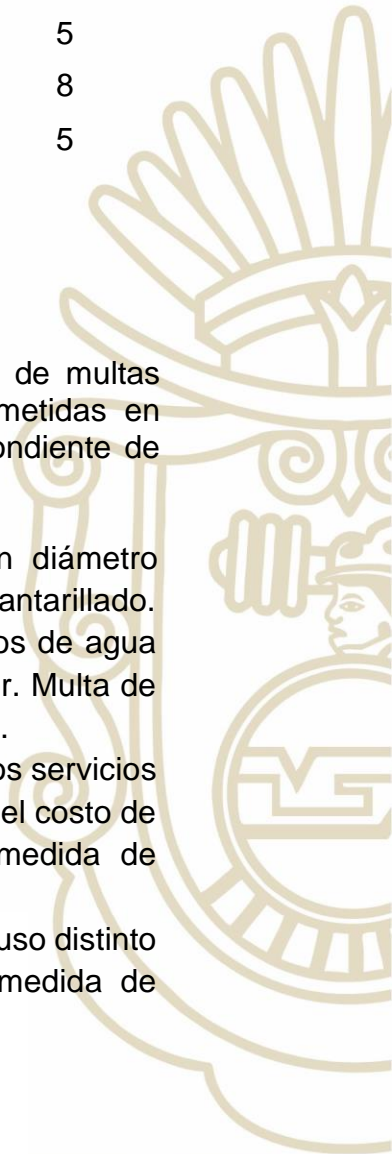 5
8
5
de multas
metidas en
ondiente de
n diámetro
antarillado.
os de agua
r. Multa de
.
os servicios
el costo de
medida de
uso distinto
medida de